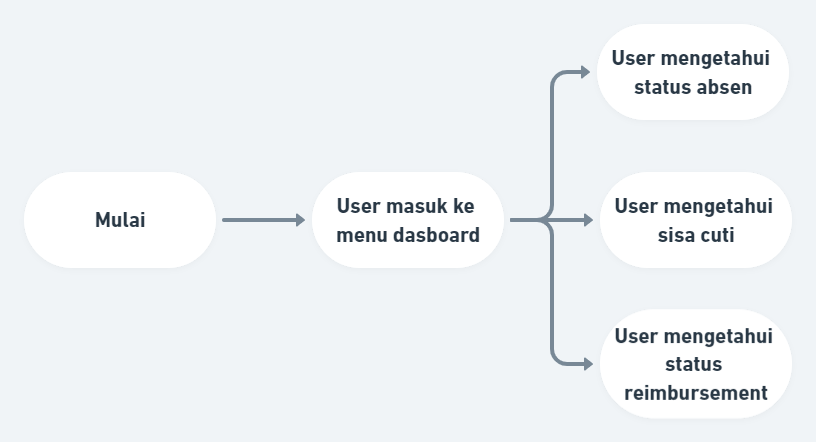 Mulai
User masuk ke
menu dasboard
User mengetahui
status absen
User mengetahui
sisa cuti
User mengetahui
status
reimbursement